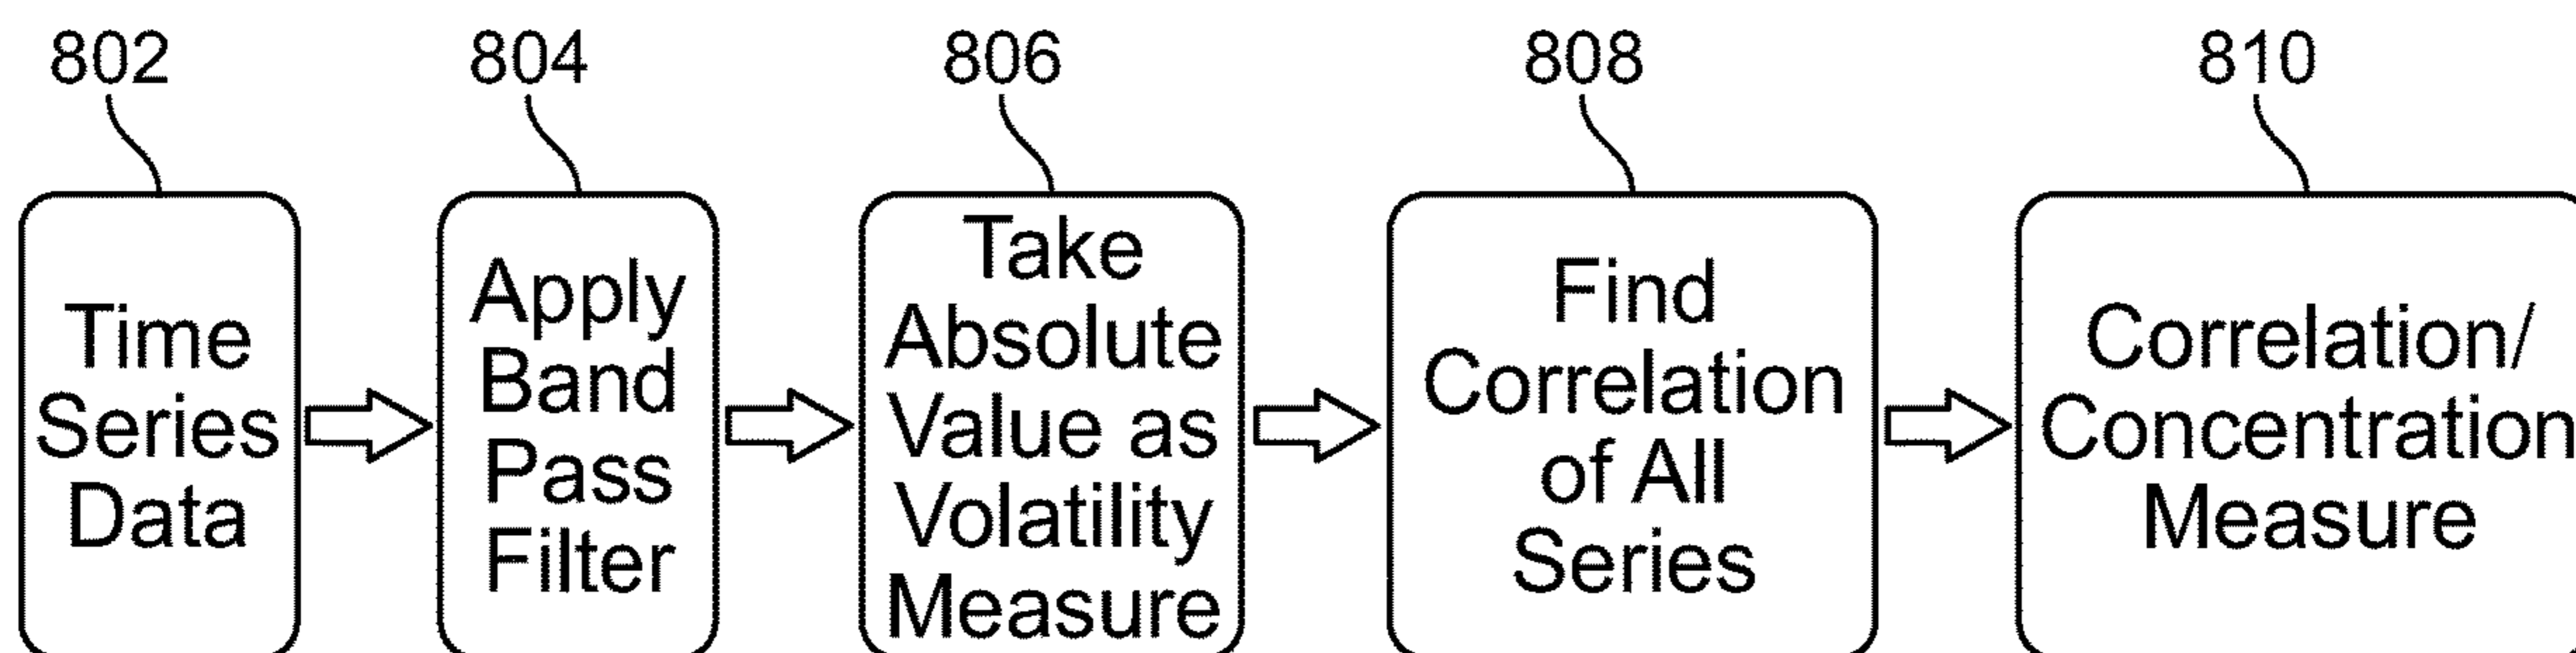 802
804
806
808
810
Time
Series
Data
Apply
Band
Pass
Filter
Take
Absolute
Value as
Volatility
Measure
Find
Correlation
of All
Series
Correlation/
Concentration
Measure